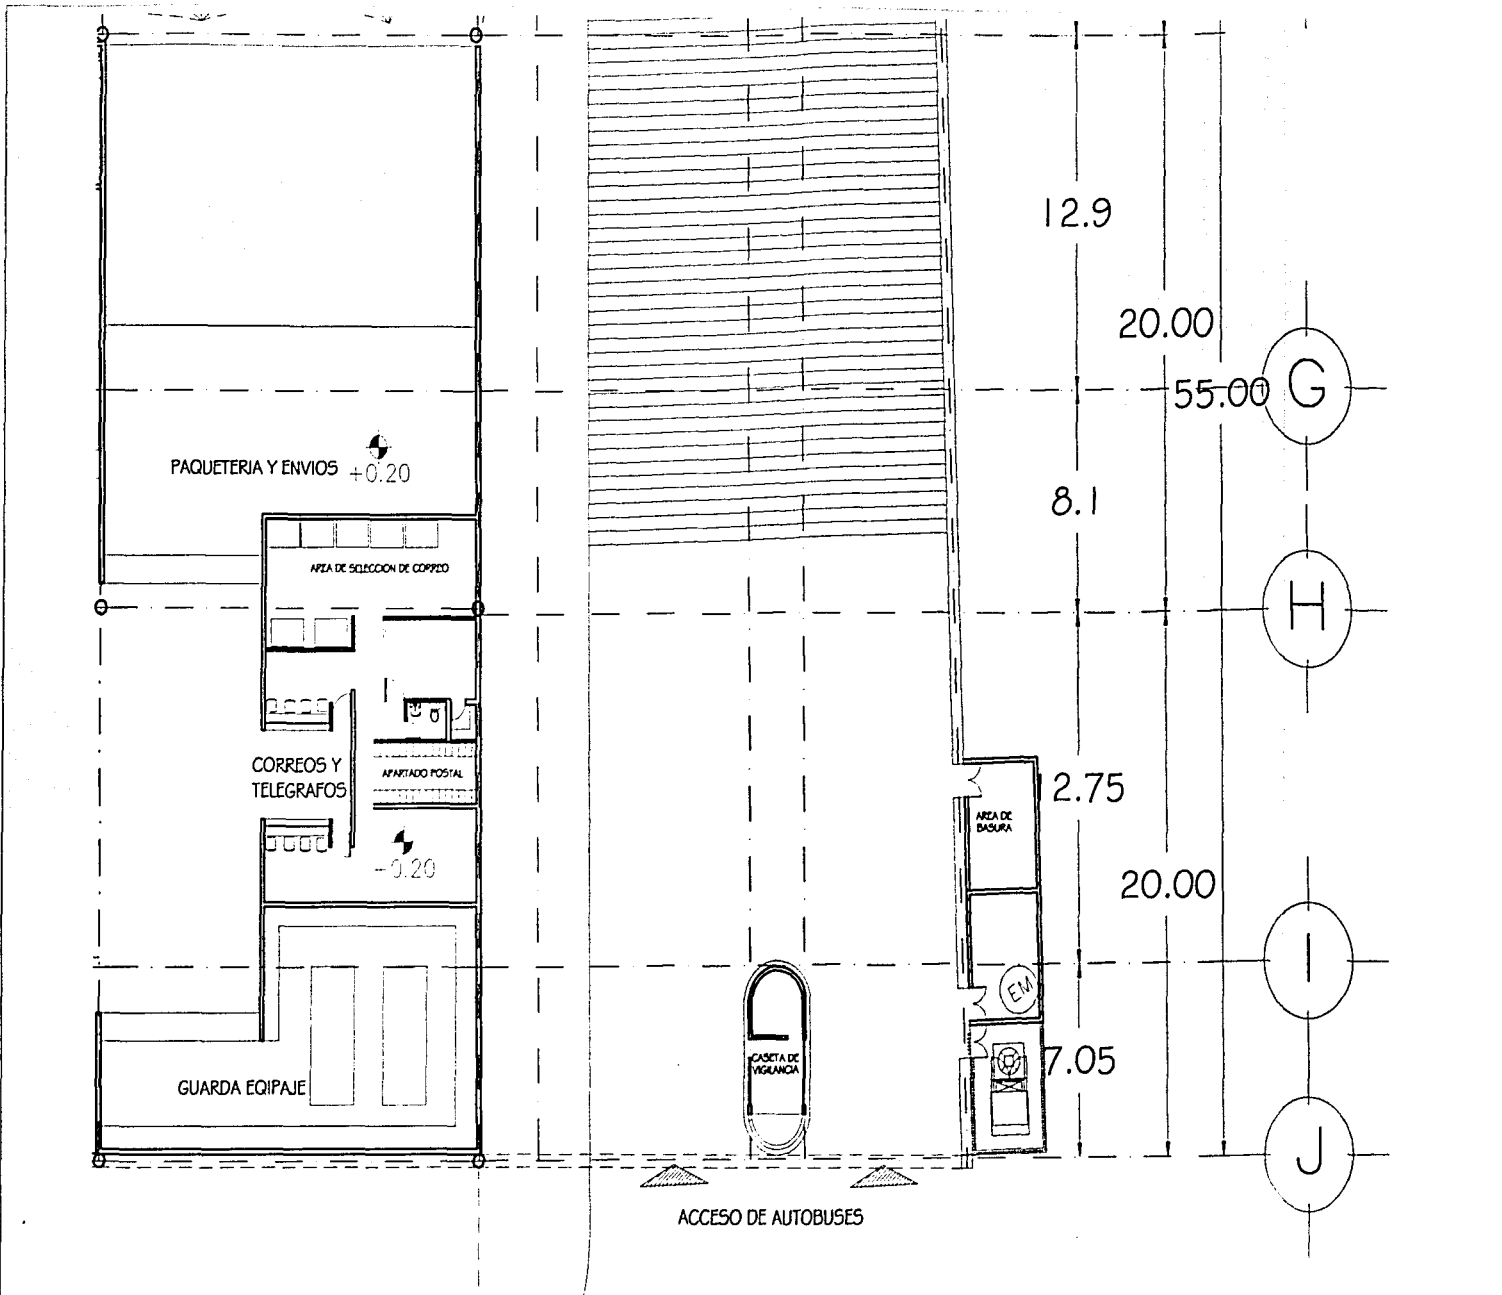 12.9
20.00
G
55.00
PAQUETERIA Y ENVIOS
+0.20
8.1
AREA DE SELECCION DE CORREO
H
CORREOS Y
TELEGRAFOS
APARTADO POSTAL
2.75
AREA DE
BASURA
-0.20
20.00
I
EM
CASETA DE
VIGILANCIA
7.05
GUARDA EQIPAJE
J
ACCESO DE AUTOBUSES